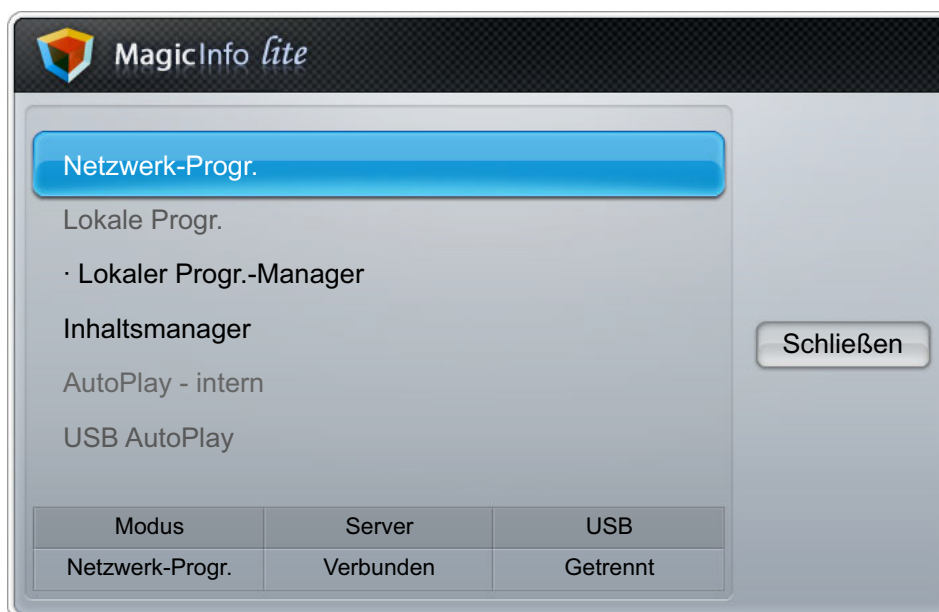 MagicInfo lite
Netzwerk-Progr.
Lokale Progr.
· Lokaler Progr.-Manager
Inhaltsmanager
AutoPlay - intern
USB AutoPlay
Schließen
Modus Server USB
Netzwerk-Progr. Verbunden Getrennt